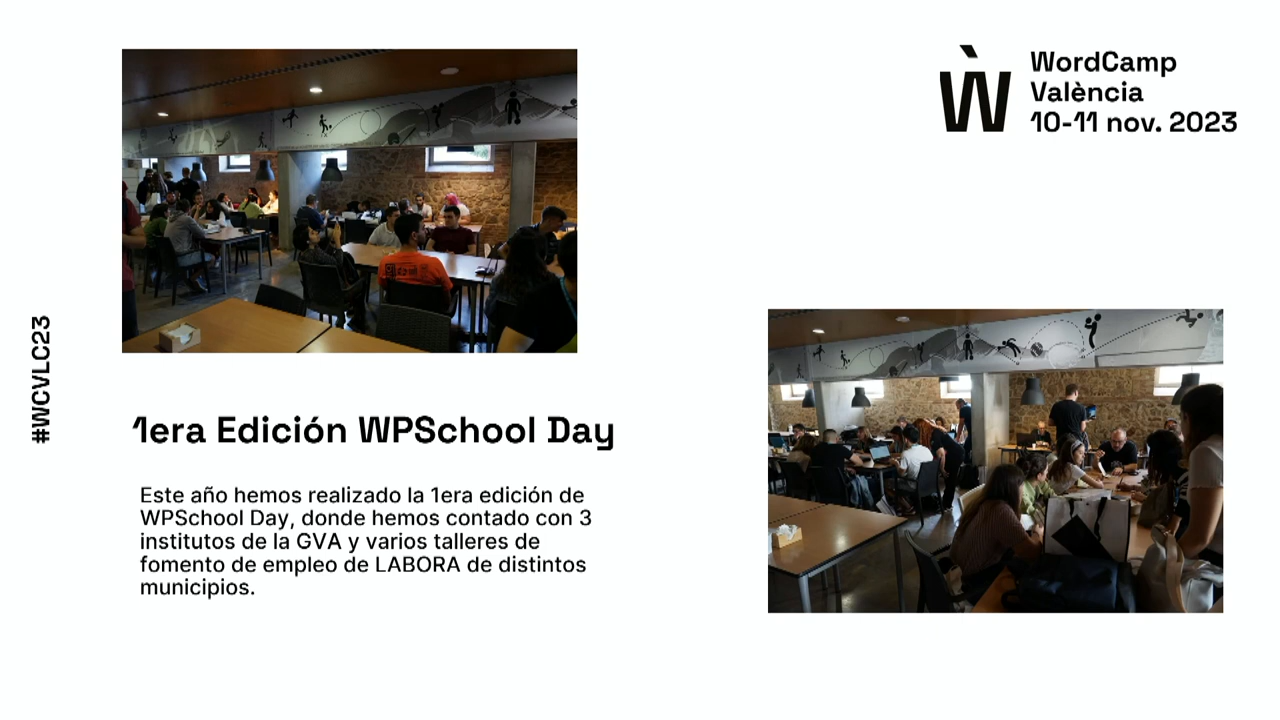 WordCamp
València
10-11 nov. 2023
#WCVLC23
1era Edición WPSchool Day
Este año hemos realizado la 1era edición de
WPSchool Day, donde hemos contado con 3
institutos de la GVA y varios talleres de
fomento de empleo de LABORA de distintos
municipios.